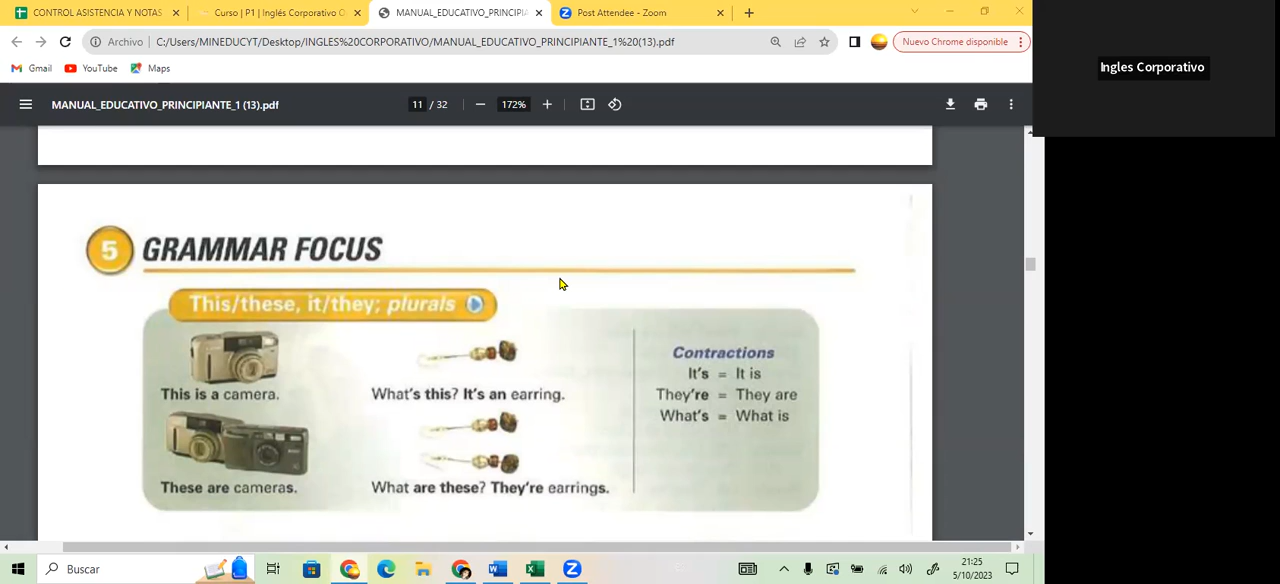 CONTROL ASISTENCIA Y NOTAS
Curso | P1 | Inglés Corporativo O
MANUAL_EDUCATIVO_PRINCIPIA
Post Attendee - Zoom
Archivo
C:/Users/MINEDUCYT/Desktop/INGLES%20CORPORATIVO/MANUAL_EDUCATIVO_PRINCIPIANTE_1%20(13).pdf
Nuevo Chrome disponible
Gmail
YouTube
Maps
Ingles Corporativo
MANUAL_EDUCATIVO_PRINCIPIANTE_1 (13).pdf
11 / 32
172%
5 GRAMMAR FOCUS
This/these, it/they; plurals
This is a camera.
What's this? It's an earring.
These are cameras.
What are these? They're earrings.
Contractions
It's = It is
They're = They are
What's = What is
Buscar
21:25
5/10/2023